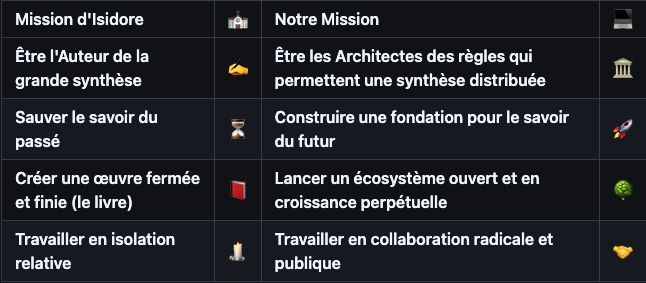 Mission d'Isidore
Notre Mission
Être l'Auteur de la
grande synthèse
Être les Architectes des règles qui
permettent une synthèse distribuée
Sauver le savoir du
passé
Construire une fondation pour le savoir
du futur
Créer une œuvre fermée
et finie (le livre)
Lancer un écosystème ouvert et en
croissance perpétuelle
Travailler en isolation
relative
Travailler en collaboration radicale et
publique